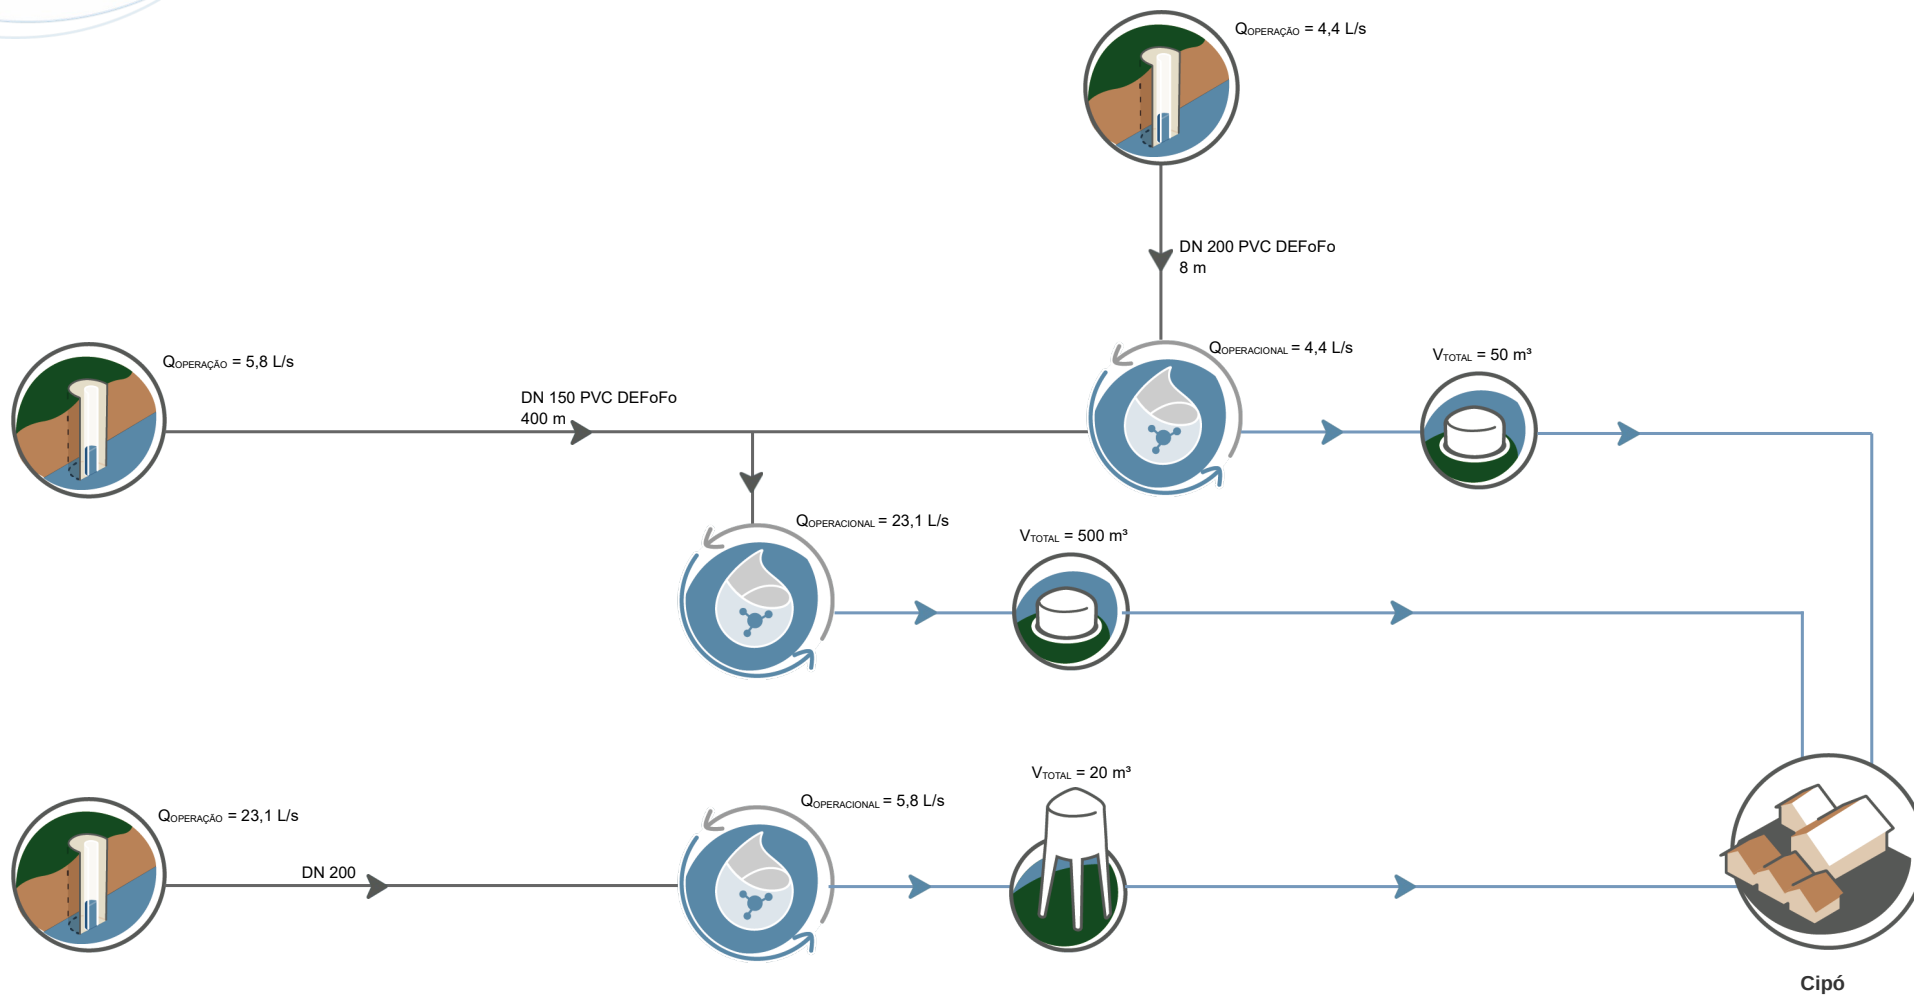 QOPERAÇÃO = 4,4 L/s
DN 200 PVC DEFoFo
8 m
QOPERAÇÃO = 5,8 L/s
QOPERACIONAL = 4,4 L/s
VTOTAL = 50 m³
DN 150 PVC DEFoFo
400 m
QOPERACIONAL = 23,1 L/s
VTOTAL = 500 m³
VTOTAL = 20 m³
QOPERAÇÃO = 23,1 L/s
QOPERACIONAL = 5,8 L/s
DN 200
Cipó